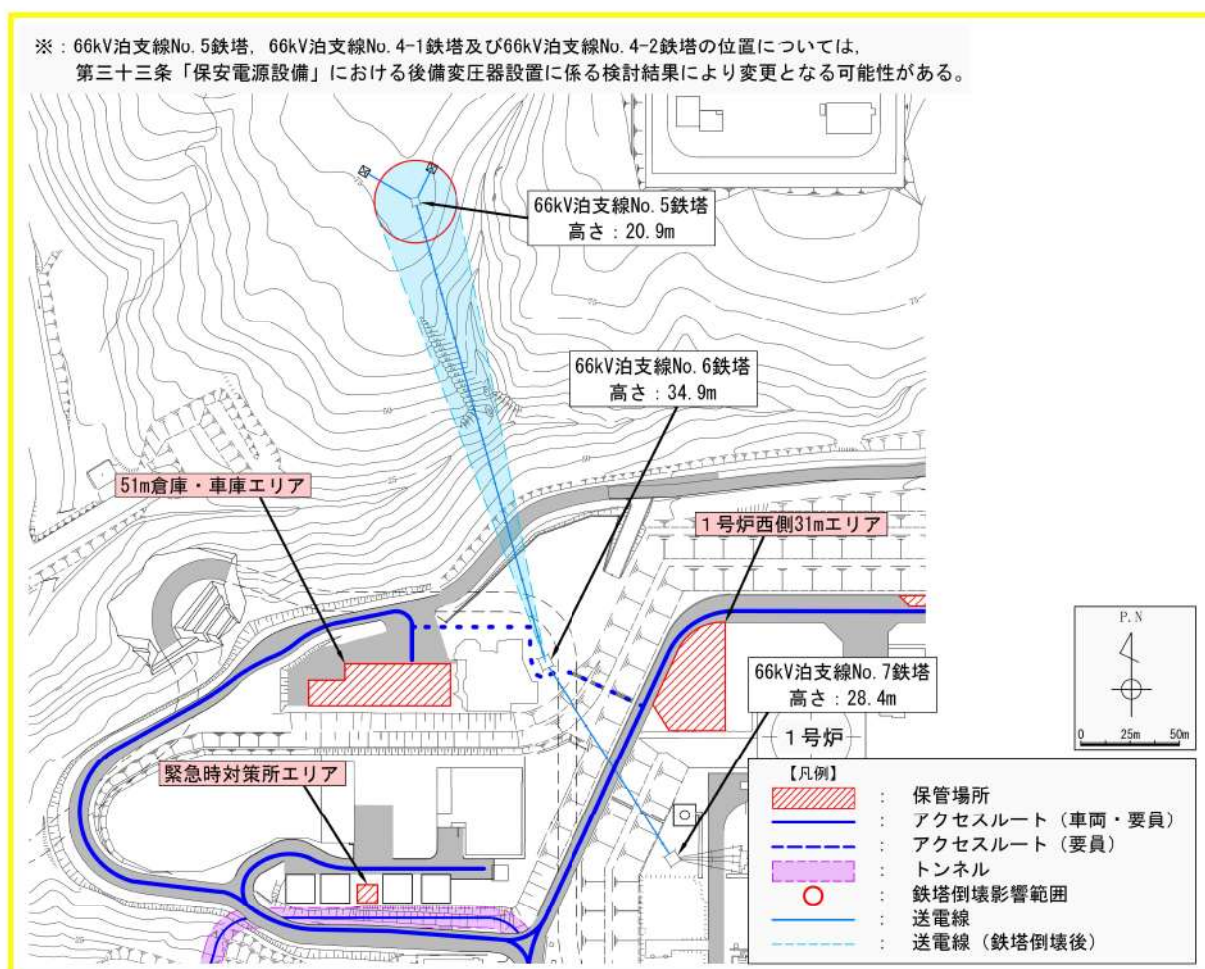 ※：66kV泊支線No.5鉄塔，66kV泊支線No.4-1鉄塔及び66kV泊支線No.4-2鉄塔の位置については，
第三十三条「保安電源設備」における後備変圧器設置に係る検討結果により変更となる可能性がある。
66kV泊支線No.5鉄塔
高さ：20.9m
66kV泊支線No.6鉄塔
高さ：34.9m
51m倉庫・車庫エリア
１号炉西側31mエリア
66kV泊支線No.7鉄塔
高さ：28.4m
１号炉
緊急時対策所エリア
P.N
0 25m 50m
【凡例】
： 保管場所
： アクセスルート（車両・要員）
： アクセスルート（要員）
： トンネル
： 鉄塔倒壊影響範囲
： 送電線
： 送電線（鉄塔倒壊後）